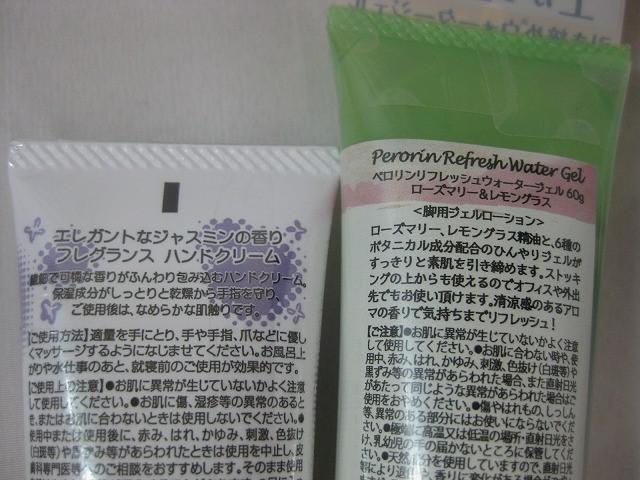 エレガントなジャスミンの香り
フレグランス ハンドクリーム
繊細で可憐な香りがふんわり包み込むハンドクリーム。
保湿成分がしっとりと乾燥から手指を守り、
ご使用後は、なめらかな肌触りです。
【ご使用方法】適量を手にとり、手や手指、爪などに優し
くマッサージするようになじませてください。お風呂上
がりや水仕事のあと、就寝前のご使用が効果的です。
【ご使用上の注意】●お肌に異常が生じていないかよく注意
して使用してください。●お肌に傷、湿疹等の異常のあると
き、またはお肌に合わないときは使用しないでください。●
使用中または使用後に、赤み、はれ、かゆみ、刺激、色抜け
(白斑等)や黒ずみ等があらわれたときは使用を中止し、皮
膚科専門医等へのご相談をおすすめします。そのまま使用
Perorin Refresh Water Gel
ペロリンリフレッシュウォータージェル 60g
ローズマリー&レモングラス
<脚用ジェルローション>
ローズマリー、レモングラス精油と、6種の
ボタニカル成分配合のひんやりジェルが
すっきりと素肌を引き締めます。ストッキ
ングの上からも使えるのでオフィスや外出
先でもお使い頂けます。清涼感のあるアロ
マの香りで気持ちまでリフレッシュ!
【ご注意】●お肌に異常が生じていないかよく注意
して使用してください。●お肌に合わない時や、使
用中、赤み、はれ、かゆみ、刺激、色抜け(白斑等)や
黒ずみ等の異常があらわれた場合、また直射日光
があたって同じような異常があらわれた場合はご
使用をおやめください。●傷やはれもの、しっしん
等、異常のある部分にはお使いにならないでくださ
い。●極端に高温又は低温の場所・直射日光をさ
け、乳幼児の手の届かないところに保管してくだ
さい。●天然成分を使用していますので、直射日光